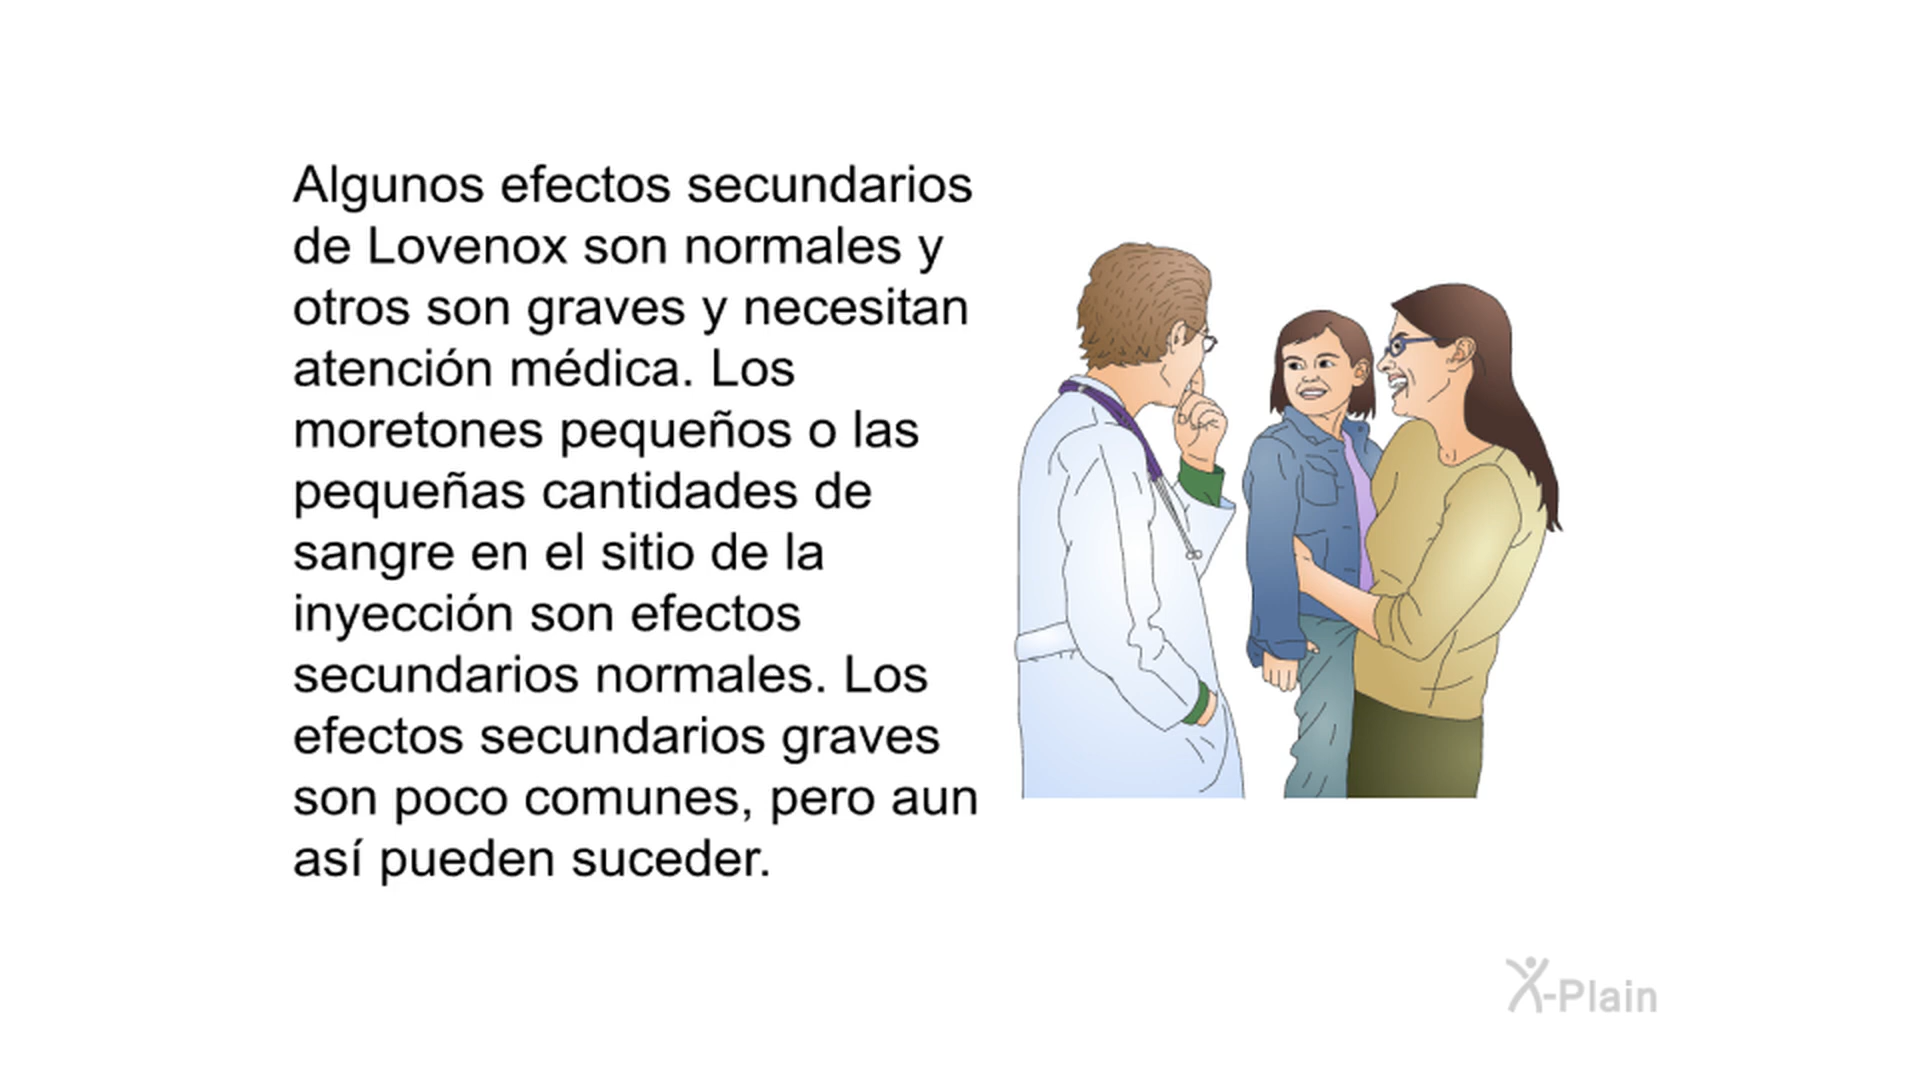 Algunos efectos secundarios
de Lovenox son normales y
otros son graves y necesitan
atención médica. Los
moretones pequeños o las
pequeñas cantidades de
sangre en el sitio de la
inyección son efectos
secundarios normales. Los
efectos secundarios graves
son poco comunes, pero aun
así pueden suceder.
X-Plain